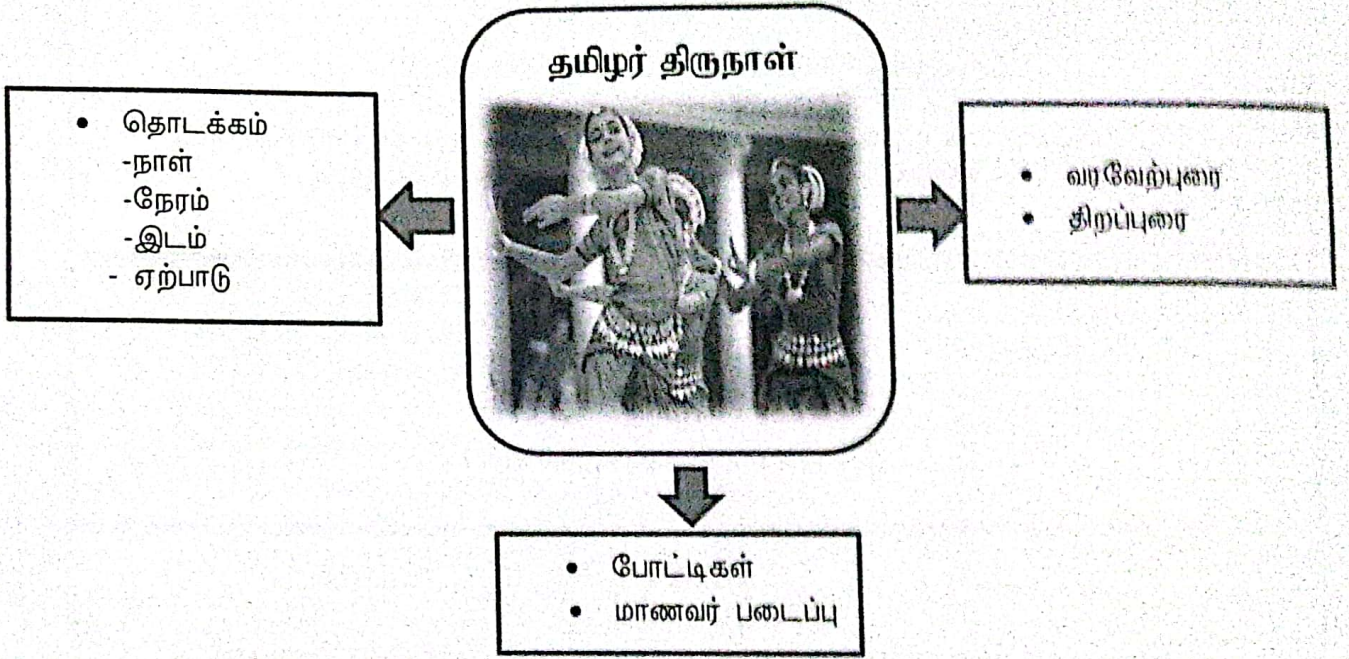 தமிழர் திருநாள்
• தொடக்கம்
-நாள்
-நேரம்
-இடம்
- ஏற்பாடு
• வரவேற்புரை
• திறப்புரை
• போட்டிகள்
• மாணவர் படைப்பு